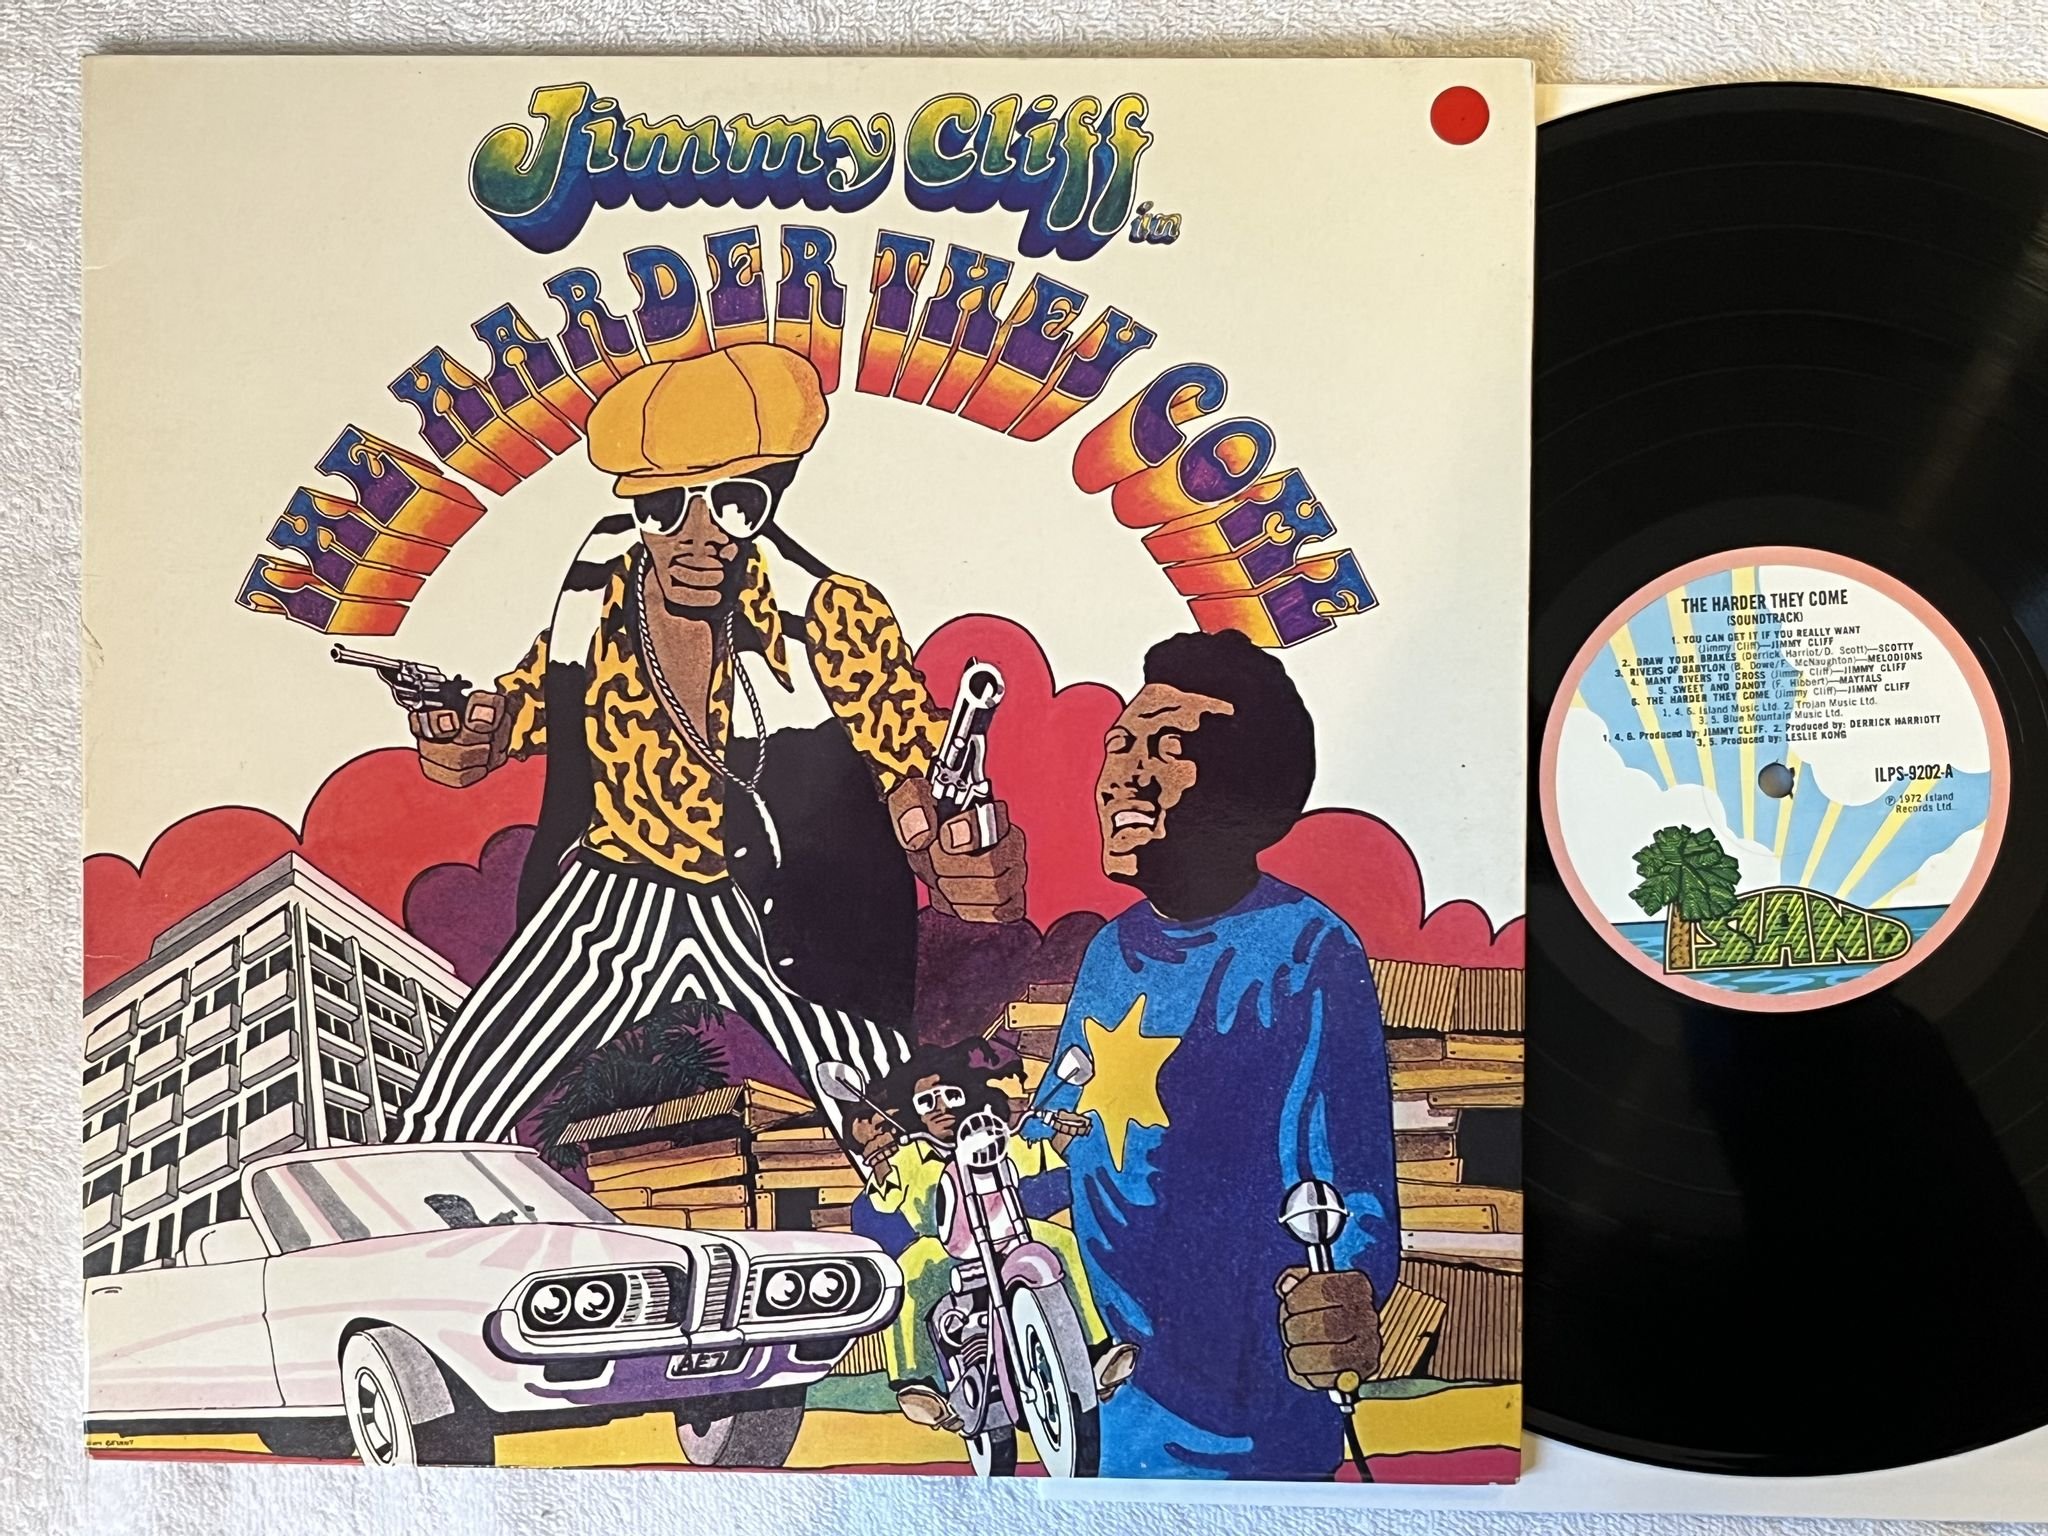 Jimmy Cliff in
THE HARDER THEY COME
AE7
THE HARDER THEY COME
(SOUNDTRACK)
1. YOU CAN GET IT IF YOU REALLY WANT
(Jimmy Cliff)—JIMMY CLIFF
2. DRAW YOUR BRAKES (Derrick Harriot/D. Scott)—SCOTTY
3. RIVERS OF BABYLON (B. Dowe/F. McNaughton)—MELODIONS
4. MANY RIVERS TO CROSS (Jimmy Cliff)—JIMMY CLIFF
5. SWEET AND DANDY (F. Hibbert)—MAYTALS
6. THE HARDER THEY COME (Jimmy Cliff)—JIMMY CLIFF
1, 4, 6. Island Music Ltd. 2. Trojan Music Ltd.
3, 5. Blue Mountain Music Ltd.
1, 4, 6. Produced by: JIMMY CLIFF. 2. Produced by: DERRICK HARRIOTT
3, 5. Produced by: LESLIE KONG
ILPS-9202-A
℗ 1972 Island
Records Ltd.
ISLAND